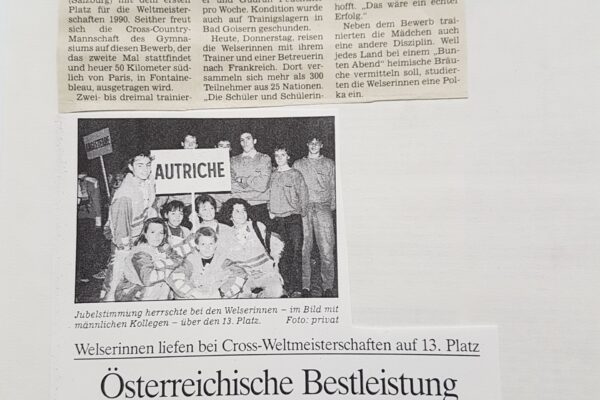 (Salzburg) mit dem ersten
Platz für die Weltmeister-
schaften 1990. Seither freut
sich die Cross-Country-
Mannschaft des Gymna-
siums auf diesen Bewerb, der
das zweite Mal stattfindet
und heuer 50 Kilometer süd-
lich von Paris, in Fontaine-
bleau, ausgetragen wird.
Zwei- bis dreimal trainier-
pro Woche. Kondition wurde
auch auf Trainingslagern in
Bad Goisern geschunden.
Heute, Donnerstag, reisen
die Welserinnen mit ihrem
Trainer und einer Betreuerin
nach Frankreich. Dort ver-
sammeln sich mehr als 300
Teilnehmer aus 25 Nationen.
„Die Schüler und Schülerin-
hofft. „Das wäre ein echter
Erfolg.“
Neben dem Bewerb trai-
nierten die Mädchen auch
eine andere Disziplin. Weil
jedes Land bei einem „Bun-
ten Abend“ heimische Bräu-
che vermitteln soll, studier-
ten die Welserinnen eine Pol-
ka ein.
AUTRICHE
Jubelstimmung herrschte bei den Welserinnen – im Bild mit
männlichen Kollegen – über den 13. Platz. Foto: privat
Welserinnen liefen bei Cross-Weltmeisterschaften auf 13. Platz
Österreichische Bestleistung